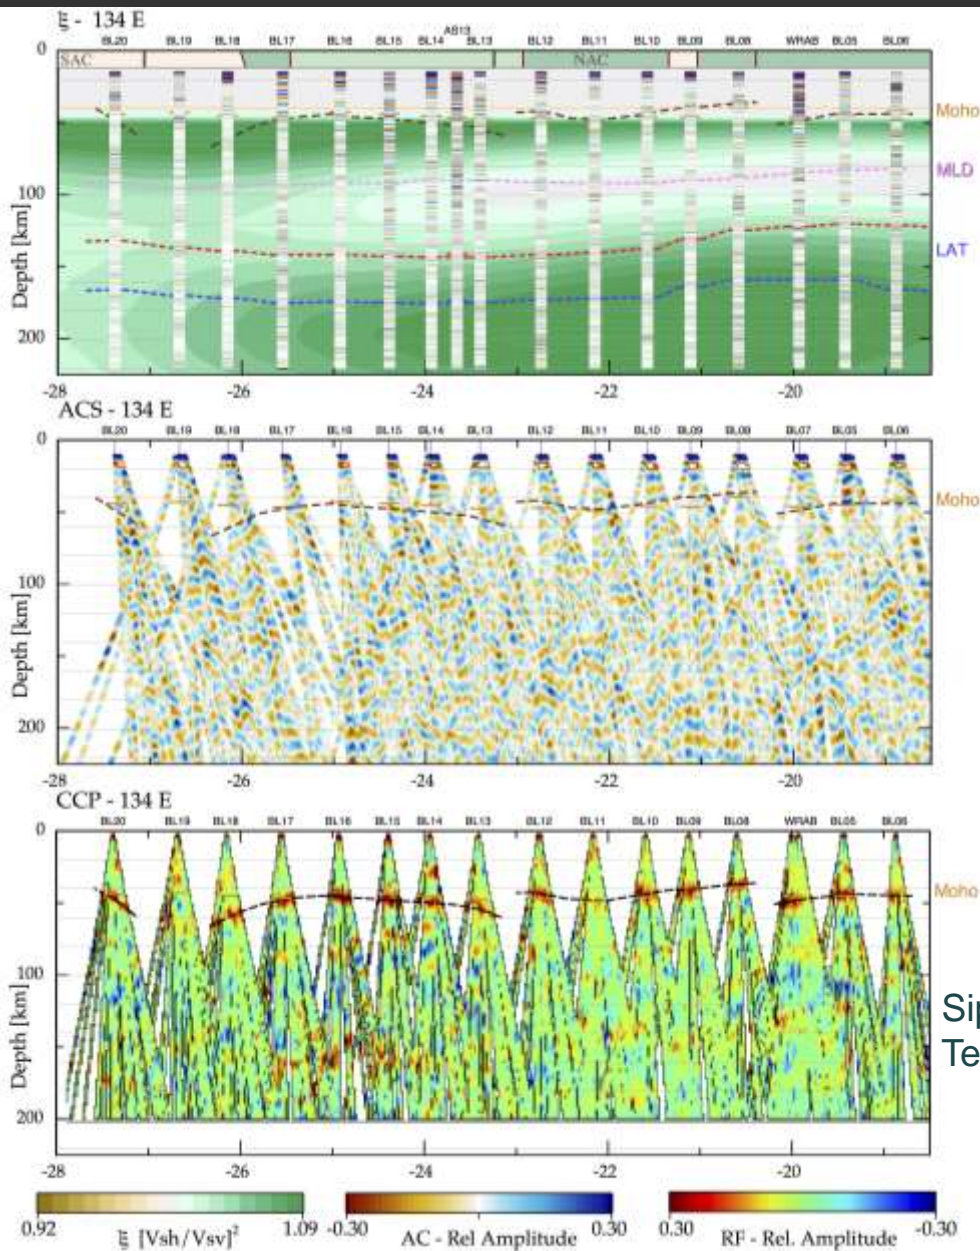 ξ - 134 E
AS13
BL20 BL19 BL18 BL17 BL16 BL15 BL14 BL13 BL12 BL11 BL10 BL09 BL08 WRAB BL05 BL06
0
SAC NAC
Moho
MLD
100
LAT
200
Depth [km]
-28 -26 -24 -22 -20
ACS - 134 E
BL20 BL19 BL18 BL17 BL16 BL15 BL14 BL13 BL12 BL11 BL10 BL09 BL08 BL07 BL05 BL06
0
Moho
100
200
Depth [km]
-28 -26 -24 -22 -20
CCP - 134 E
BL20 BL19 BL18 BL17 BL16 BL15 BL14 BL13 BL12 BL11 BL10 BL09 BL08 WRAB BL05 BL06
0
Moho
100
Sip
Te
200
Depth [km]
-28 -26 -24 -22 -20
0.92 1.09 -0.30 0.30 0.30 -0.30
ξ [Vsh/Vsv]² AC - Rel Amplitude RF - Rel. Amplitude